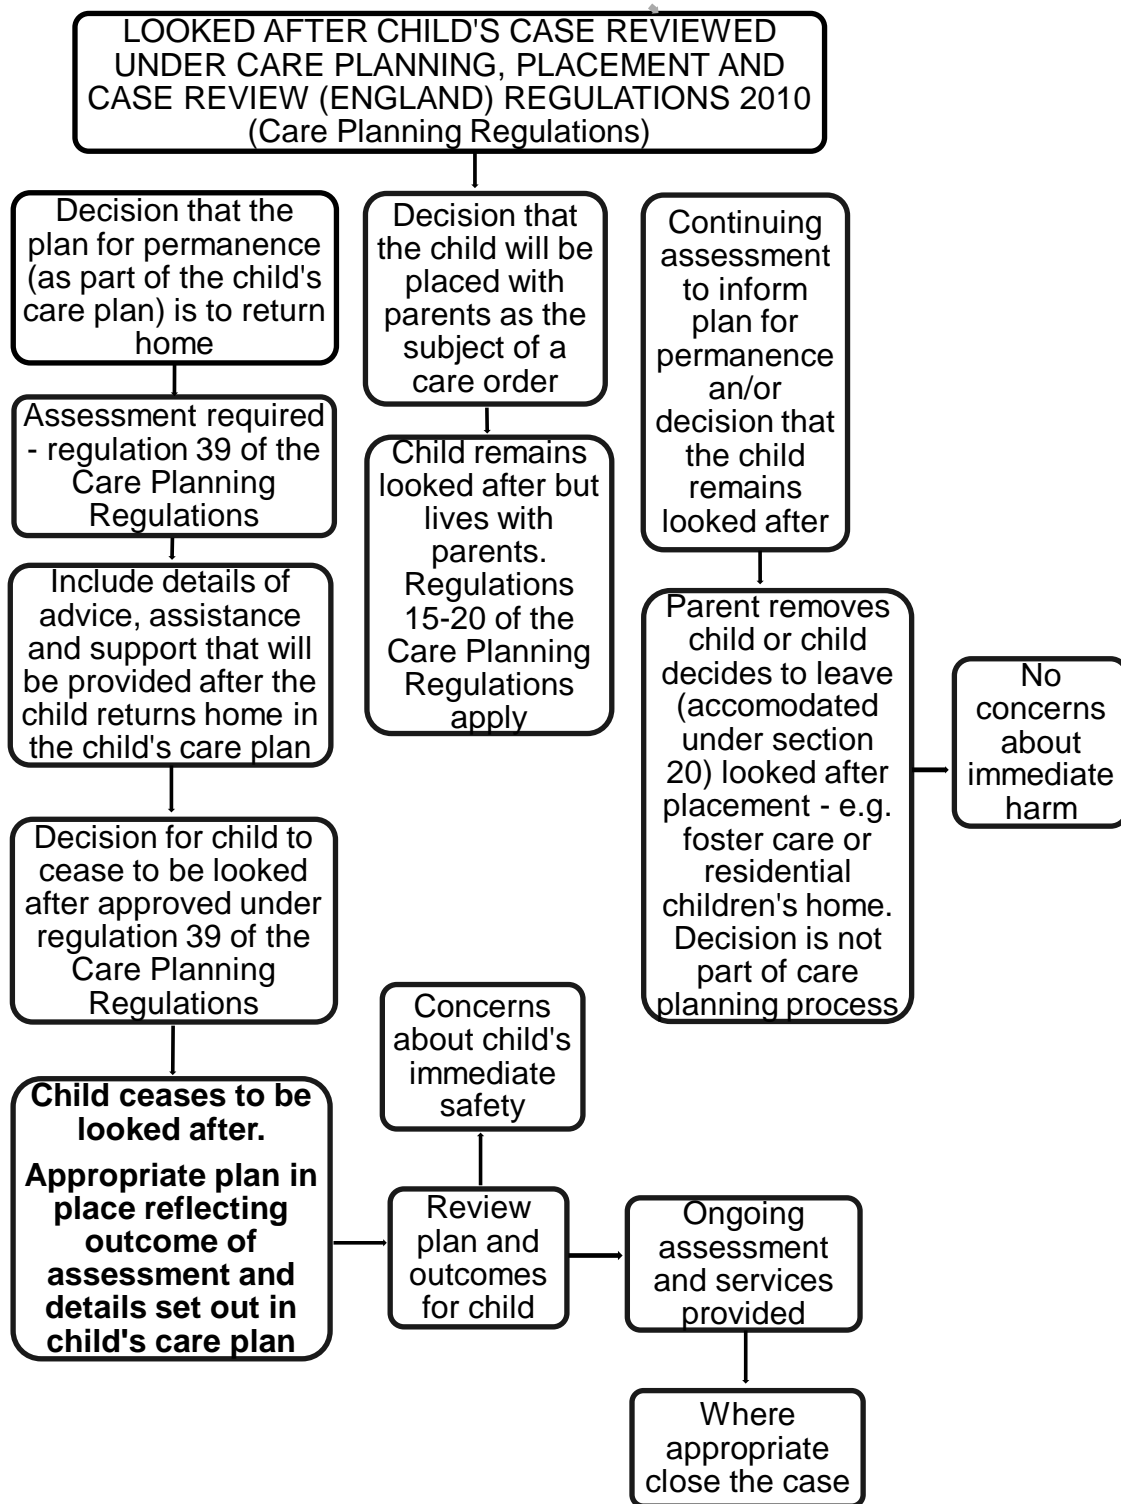 LOOKED AFTER CHILD'S CASE REVIEWED
UNDER CARE PLANNING, PLACEMENT AND
CASE REVIEW (ENGLAND) REGULATIONS 2010
(Care Planning Regulations)
Decision that the
plan for permanence
(as part of the child's
care plan) is to return
home
Assessment required
- regulation 39 of the
Care Planning
Regulations
Include details of
advice, assistance
and support that will
be provided after the
child returns home in
the child's care plan
Decision for child to
cease to be looked
after approved under
regulation 39 of the
Care Planning
Regulations
Child ceases to be
looked after.
Appropriate plan in
place reflecting
outcome of
assessment and
details set out in
child's care plan
Decision that
the child will be
placed with
parents as the
subject of a
care order
Child remains
looked after but
lives with
parents.
Regulations
15-20 of the
Care Planning
Regulations
apply
Continuing
assessment
to inform
plan for
permanence
an/or
decision that
the child
remains
looked after
Parent removes
child or child
decides to leave
(accomodated
under section
20) looked after
placement - e.g.
foster care or
residential
children's home.
Decision is not
part of care
planning process
No
concerns
about
immediate
harm
Concerns
about child's
immediate
safety
Review
plan and
outcomes
for child
Ongoing
assessment
and services
provided
Where
appropriate
close the case